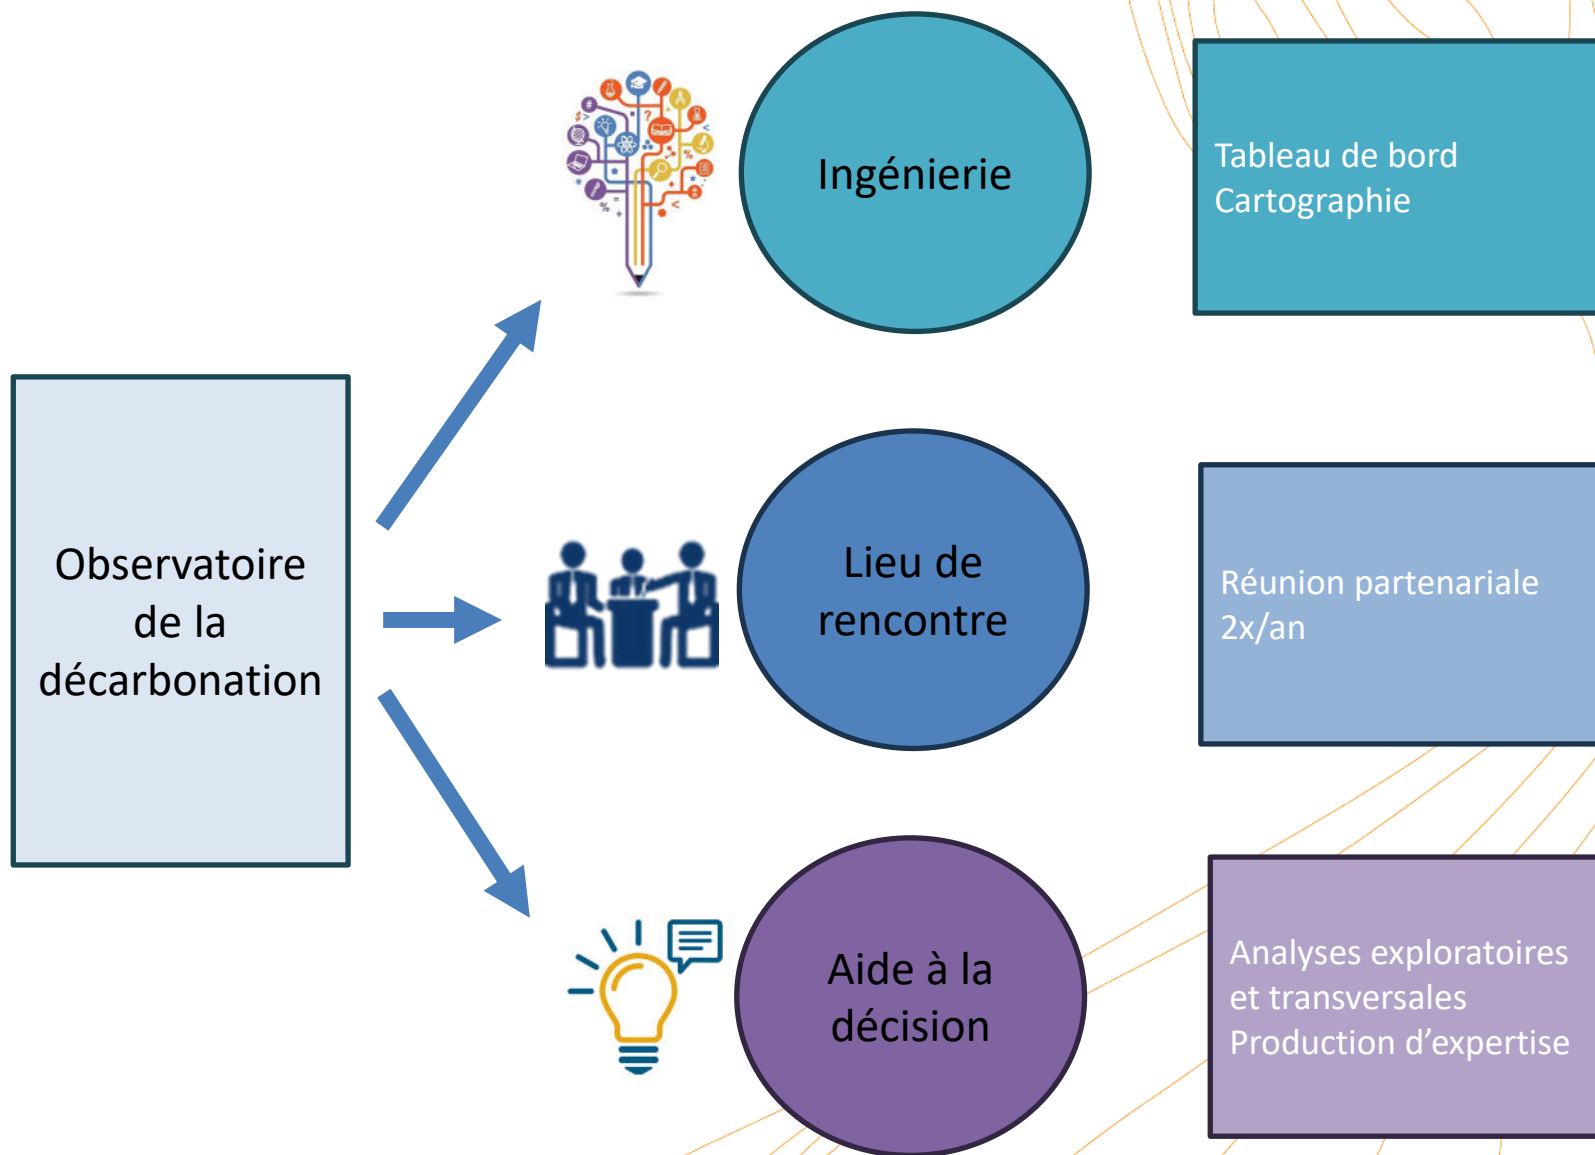 Observatoire
de la
décarbonation
Ingénierie
Tableau de bord
Cartographie
Lieu de
rencontre
Réunion partenariale
2x/an
Aide à la
décision
Analyses exploratoires
et transversales
Production d’expertise